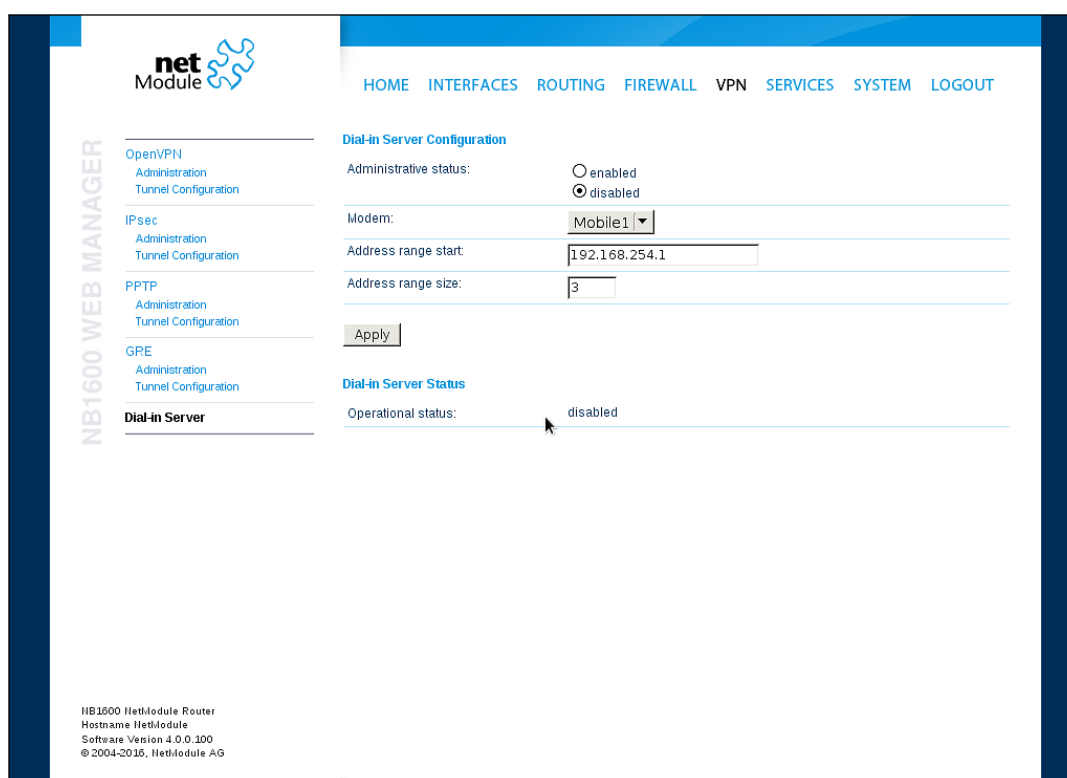 net
Module
HOME INTERFACES ROUTING FIREWALL VPN SERVICES SYSTEM LOGOUT
NB1600 WEB MANAGER
OpenVPN
Administration
Tunnel Configuration
IPsec
Administration
Tunnel Configuration
PPTP
Administration
Tunnel Configuration
GRE
Administration
Tunnel Configuration
Dial-in Server
Dial-in Server Configuration
Administrative status:
enabled
disabled
Modem: Mobile1
Address range start: 192.168.254.1
Address range size: 3
Apply
Dial-in Server Status
Operational status: disabled
NB1600 NetModule Router
Hostname NetModule
Software Version 4.0.0.100
© 2004-2016, NetModule AG